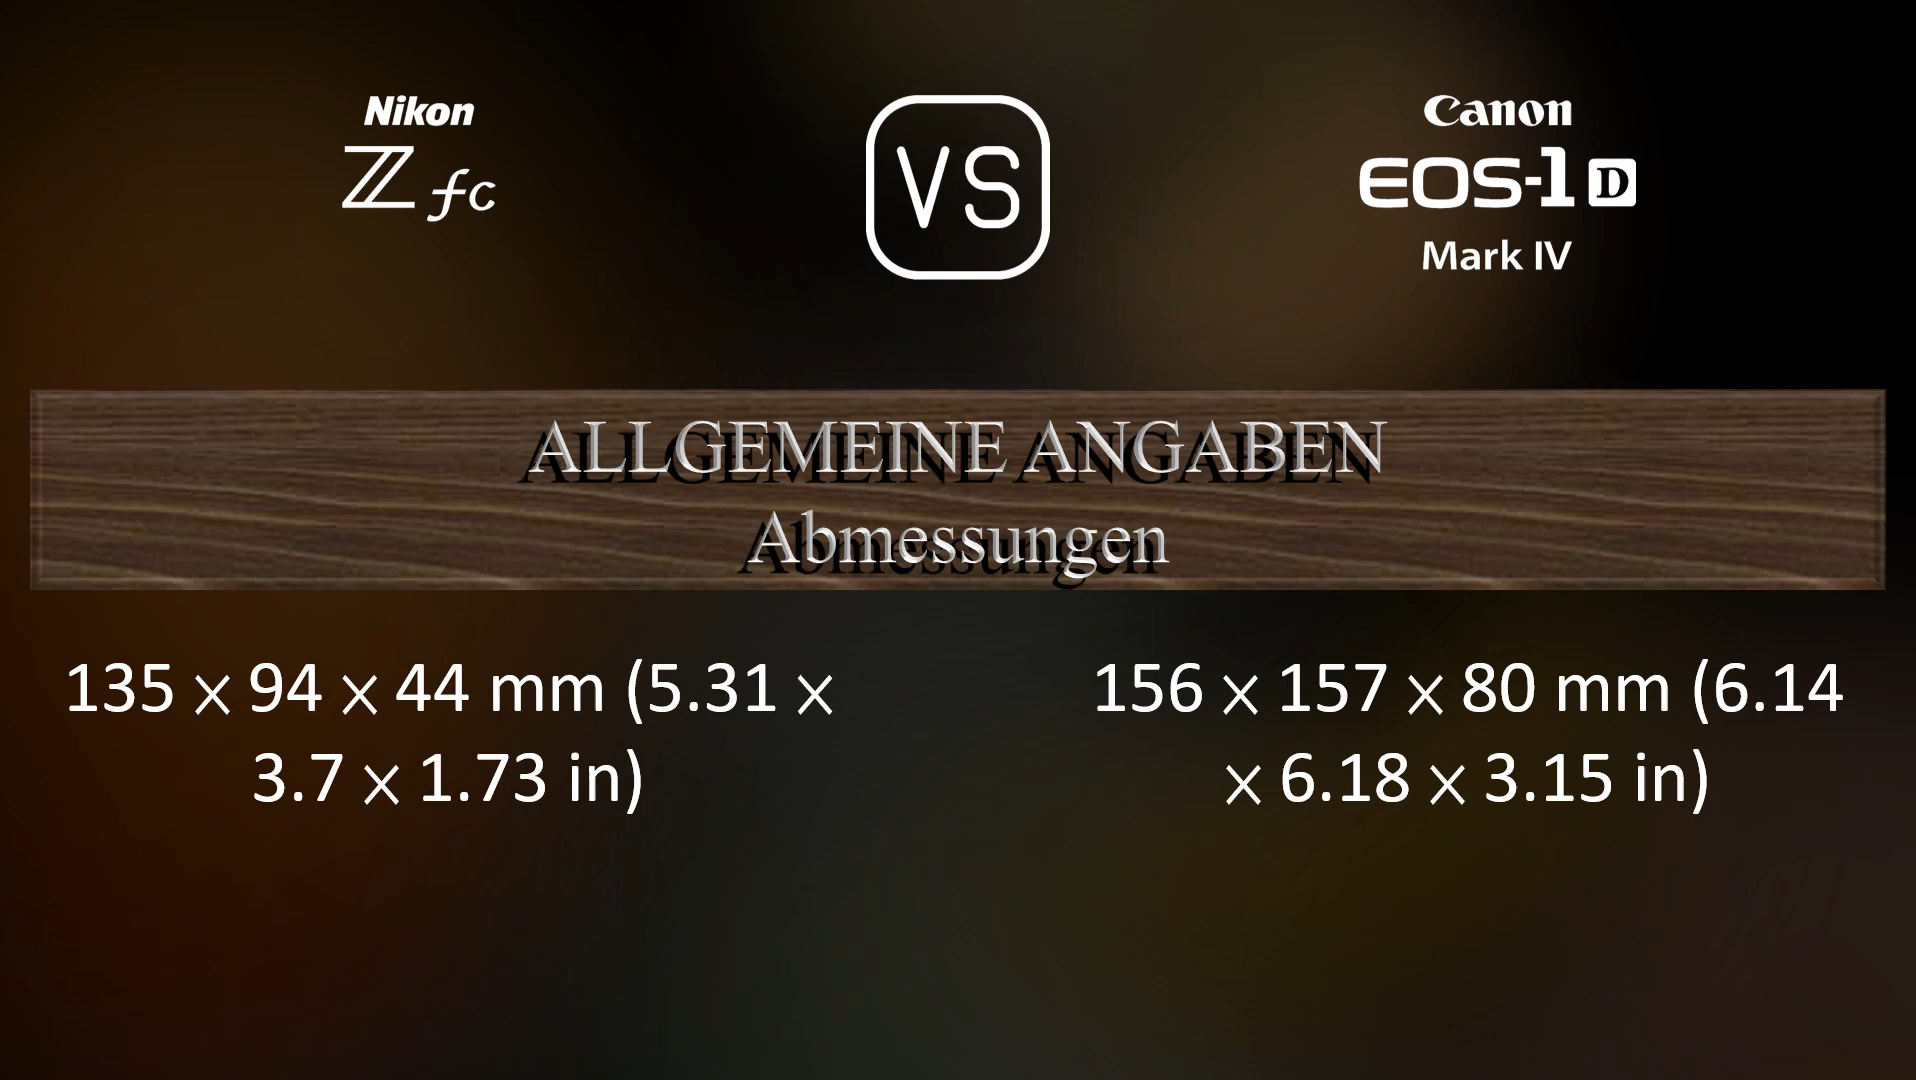 Nikon
Z fc
VS
Canon
EOS-1 D
Mark IV
ALLGEMEINE ANGABEN
Abmessungen
135 x 94 x 44 mm (5.31 x
3.7 x 1.73 in)
156 x 157 x 80 mm (6.14
x 6.18 x 3.15 in)